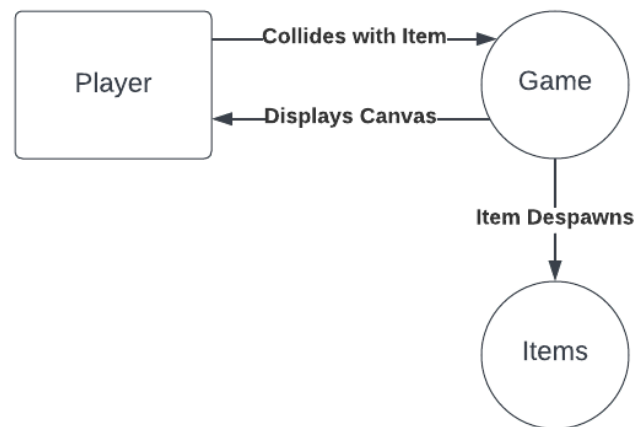 Collides with Item
Player
Game
Displays Canvas
Item Despawns
Items